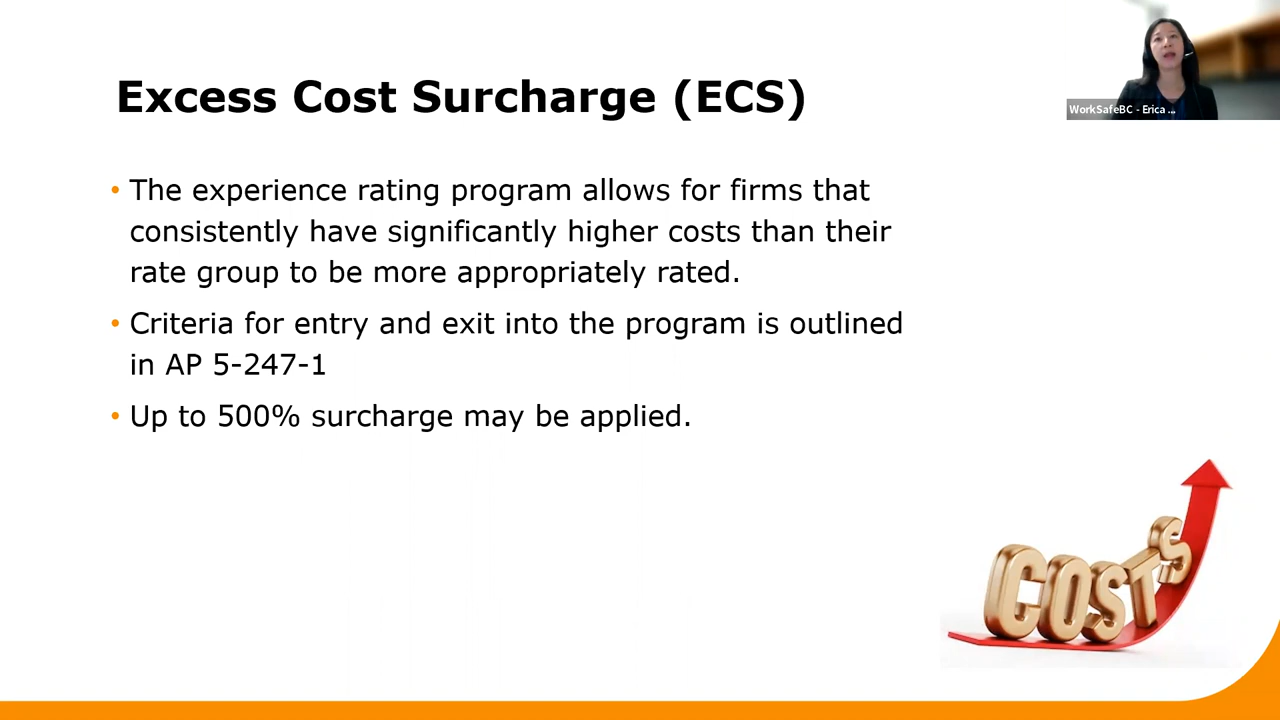 Excess Cost Surcharge (ECS)
WorkSafeBC - Erica ...
• The experience rating program allows for firms that
consistently have significantly higher costs than their
rate group to be more appropriately rated.
• Criteria for entry and exit into the program is outlined
in AP 5-247-1
• Up to 500% surcharge may be applied.
COSTS